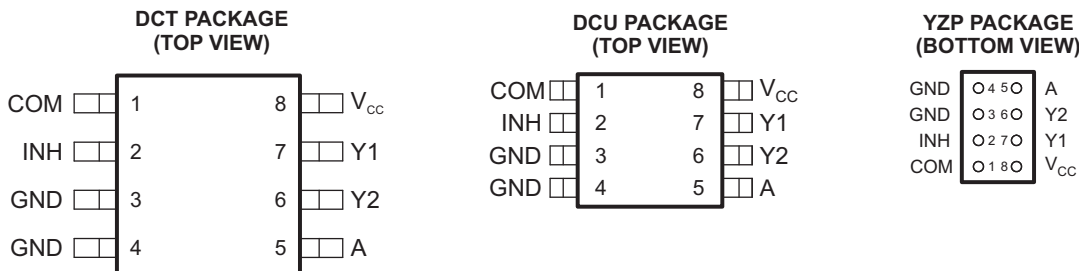 DCT PACKAGE
(TOP VIEW)
COM 1 8 VCC
INH 2 7 Y1
GND 3 6 Y2
GND 4 5 A
DCU PACKAGE
(TOP VIEW)
COM 1 8 VCC
INH 2 7 Y1
GND 3 6 Y2
GND 4 5 A
YZP PACKAGE
(BOTTOM VIEW)
GND 4 5 A
GND 3 6 Y2
INH 2 7 Y1
COM 1 8 VCC